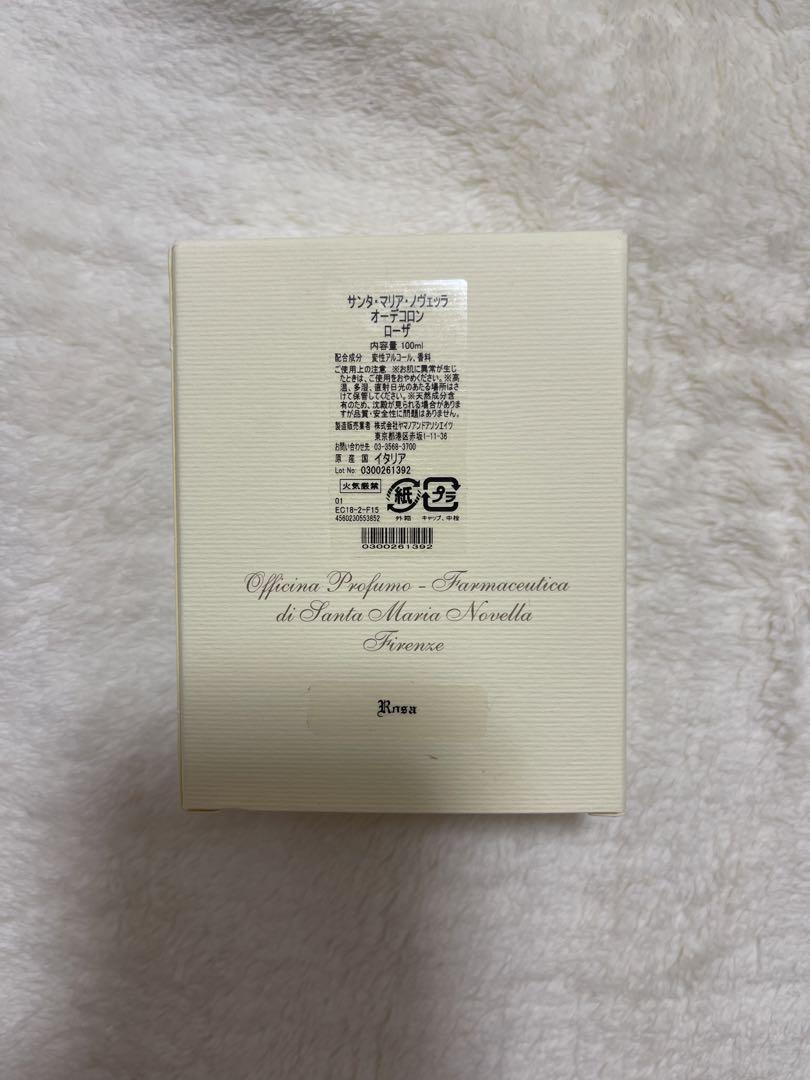 サンタ・マリア・ノヴェッラ
オーデコロン
ローザ
内容量 100ml
配合成分 変性アルコール、香料
ご使用上の注意 ※お肌に異常が生じ
たときは、ご使用をおやめください。※高
温、多湿、直射日光のあたる場所はさ
けて保管してください。※天然成分含
有のため、沈殿が見られる場合がありま
すが品質・安全性に問題はありません。
製造販売業者 株式会社ヤマノアンドアソシエイツ
東京都港区赤坂1-11-36
お問い合わせ先 03-3568-3700
原産国 イタリア
Lot No: 0300261392
火気厳禁
紙 プラ
01
EC18-2-F15
外箱 キャップ、中栓
4560230553852
0300261392
Officina Profumo - Farmaceutica
di Santa Maria Novella
Firenze
Rosa